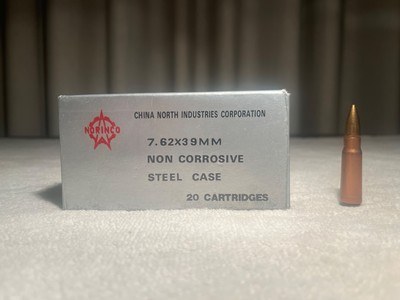 CHINA NORTH INDUSTRIES CORPORATION
NORINCO
7.62X39MM
NON CORROSIVE
STEEL CASE
20 CARTRIDGES